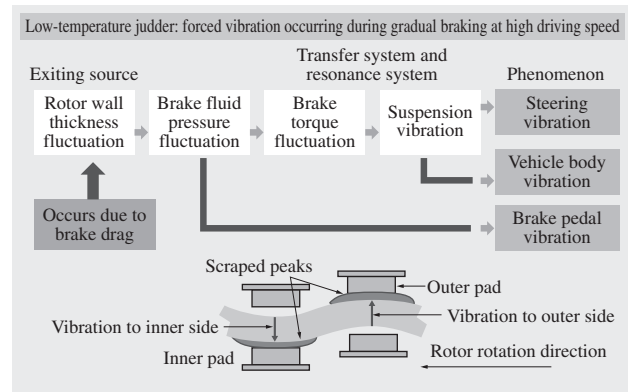 Low-temperature judder: forced vibration occurring during gradual braking at high driving speed
Exiting source
Transfer system and
resonance system
Phenomenon
Rotor wall
thickness
fluctuation
Brake fluid
pressure
fluctuation
Brake
torque
fluctuation
Suspension
vibration
Steering
vibration
Vehicle body
vibration
Occurs due to
brake drag
Brake pedal
vibration
Scraped peaks
Outer pad
Vibration to inner side
Vibration to outer side
Inner pad
Rotor rotation direction